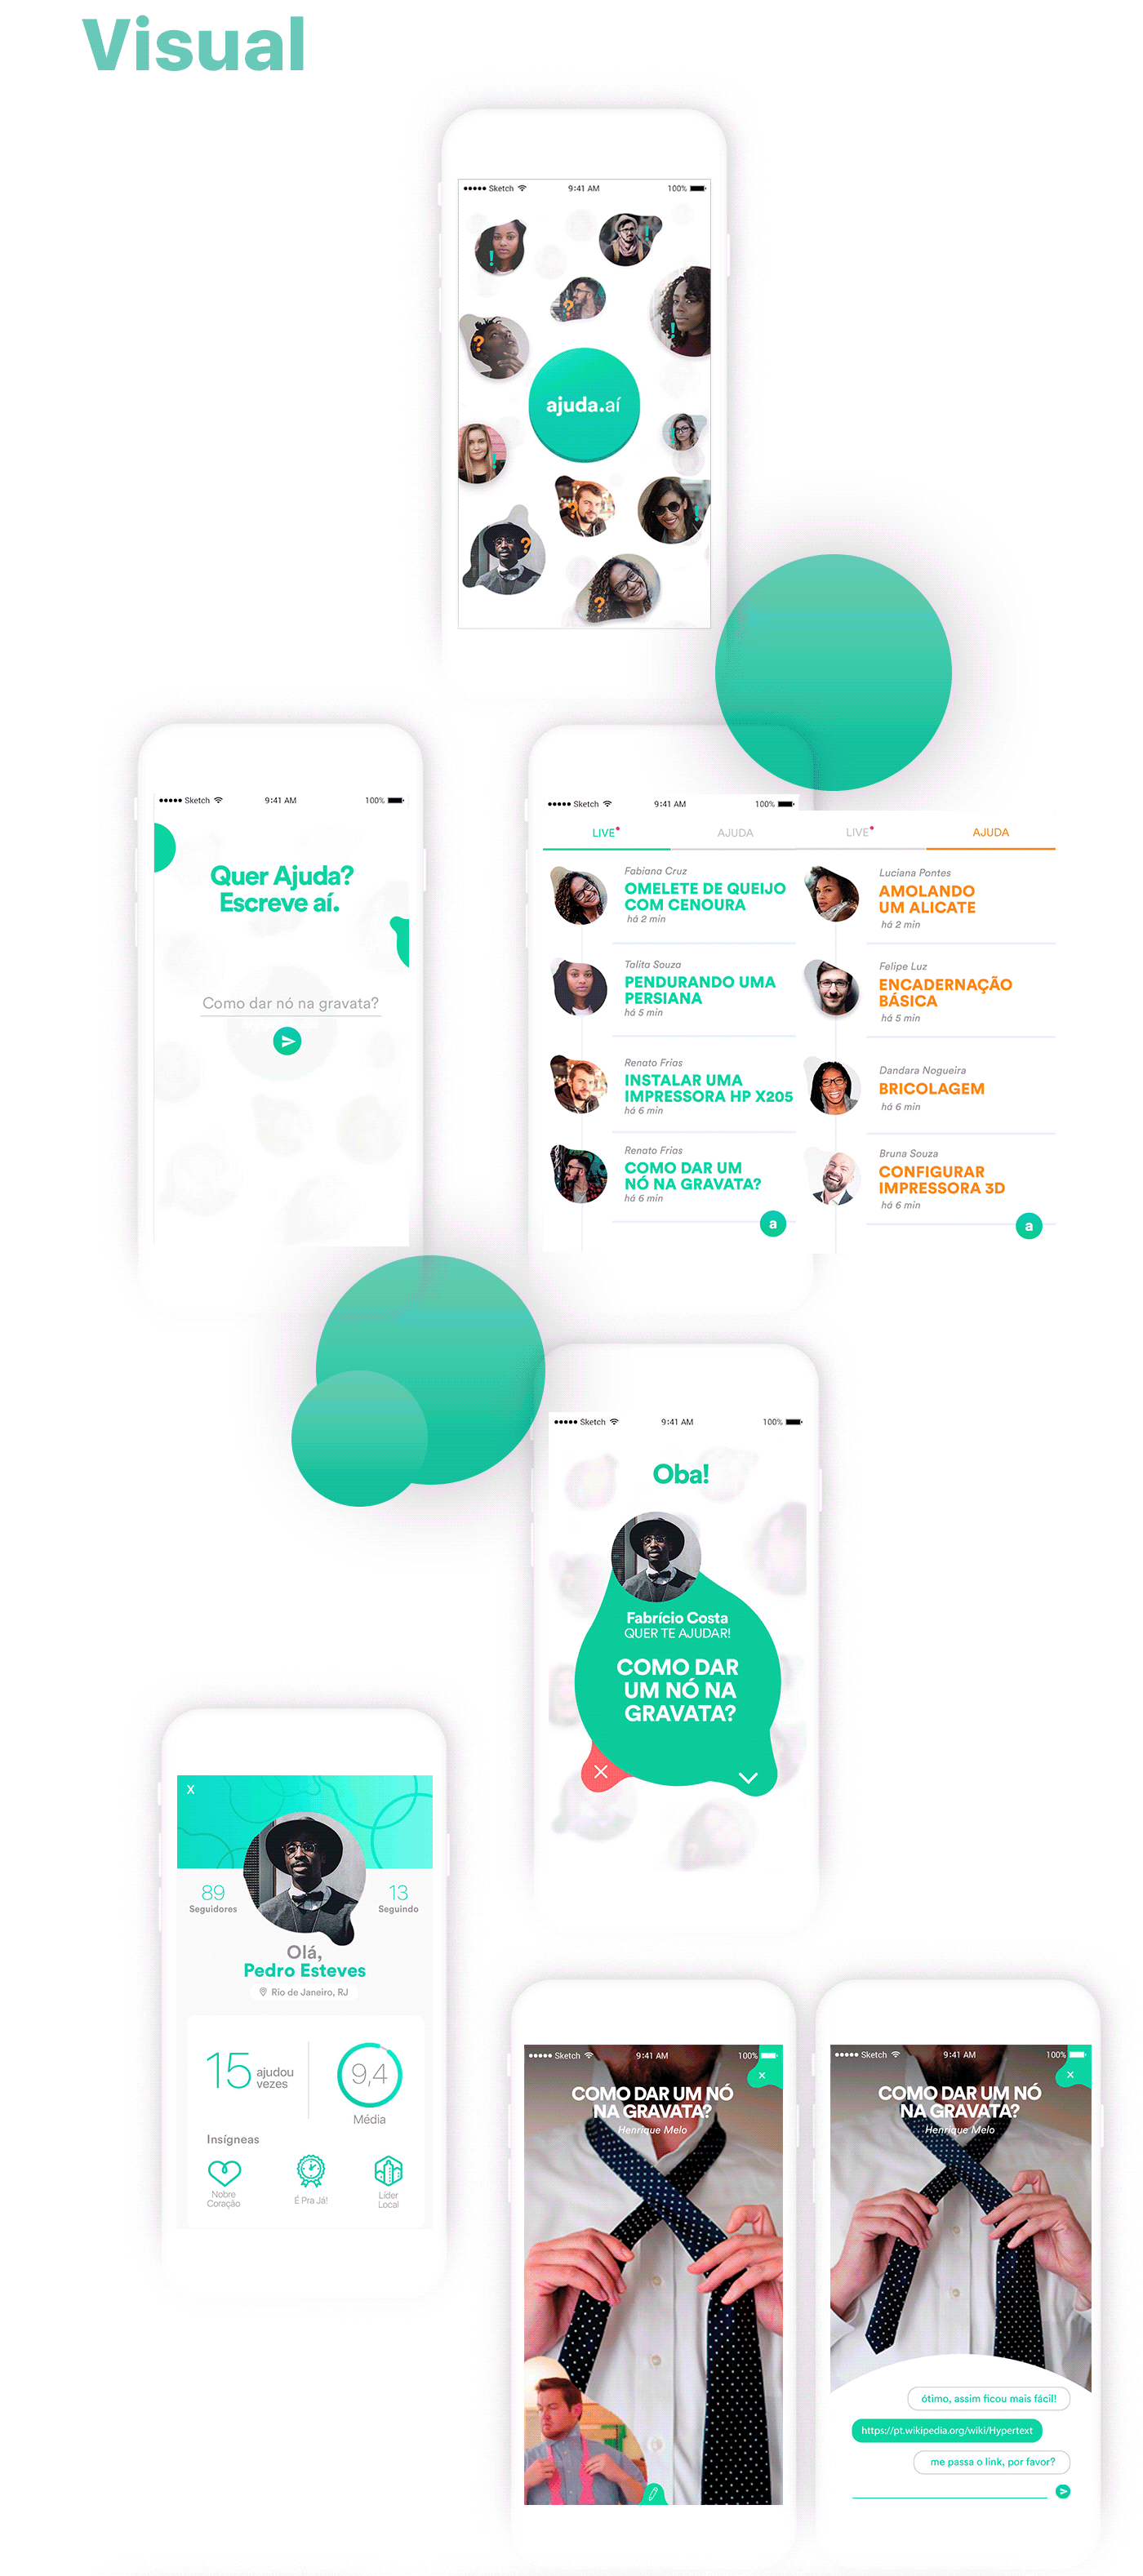 Visual
Sketch 9:41 AM 100%
!
!
?
!
?
ajuda.aí
!
!
?
!
?
?
Sketch 9:41 AM 100%
Quer Ajuda?
Escreve aí.
Como dar nó na gravata?
Sketch 9:41 AM 100%
LIVE AJUDA
Fabiana Cruz
OMELETE DE QUEIJO
COM CENOURA
há 2 min
Talita Souza
PENDURANDO UMA
PERSIANA
há 5 min
Renato Frias
INSTALAR UMA
IMPRESSORA HP X205
há 6 min
Renato Frias
COMO DAR UM
NÓ NA GRAVATA?
há 6 min
a
LIVE AJUDA
Luciana Pontes
AMOLANDO
UM ALICATE
há 2 min
Felipe Luz
ENCADERNAÇÃO
BÁSICA
há 5 min
Dandara Nogueira
BRICOLAGEM
há 6 min
Bruna Souza
CONFIGURAR
IMPRESSORA 3D
há 6 min
a
Sketch 9:41 AM 100%
Oba!
Fabrício Costa
QUER TE AJUDAR!
COMO DAR
UM NÓ NA
GRAVATA?
X
89
Seguidores
13
Seguindo
Olá,
Pedro Esteves
Rio de Janeiro, RJ
15 ajudou
vezes
9,4
Média
Insígneas
Nobre
Coração
É Pra Já!
Líder
Local
Sketch 9:41 AM 100%
COMO DAR UM NÓ
NA GRAVATA?
Henrique Melo
Sketch 9:41 AM 100%
COMO DAR UM NÓ
NA GRAVATA?
Henrique Melo
ótimo, assim ficou mais fácil!
https://pt.wikipedia.org/wiki/Hypertext
me passa o link, por favor?